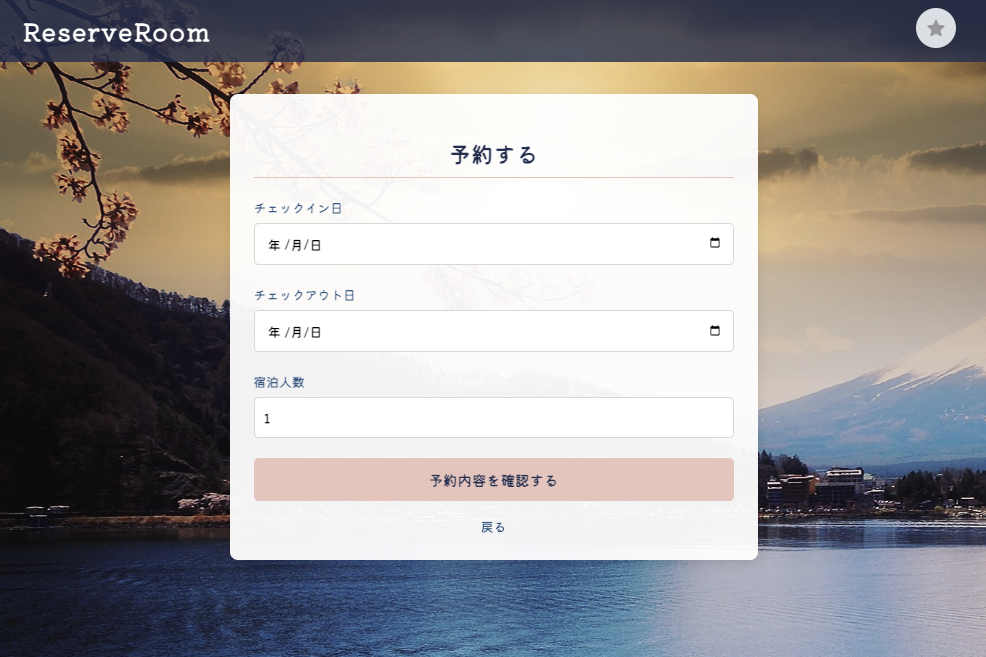 ReserveRoom
予約する
チェックイン日
年 /月/日
チェックアウト日
年 /月/日
宿泊人数
1
予約内容を確認する
戻る